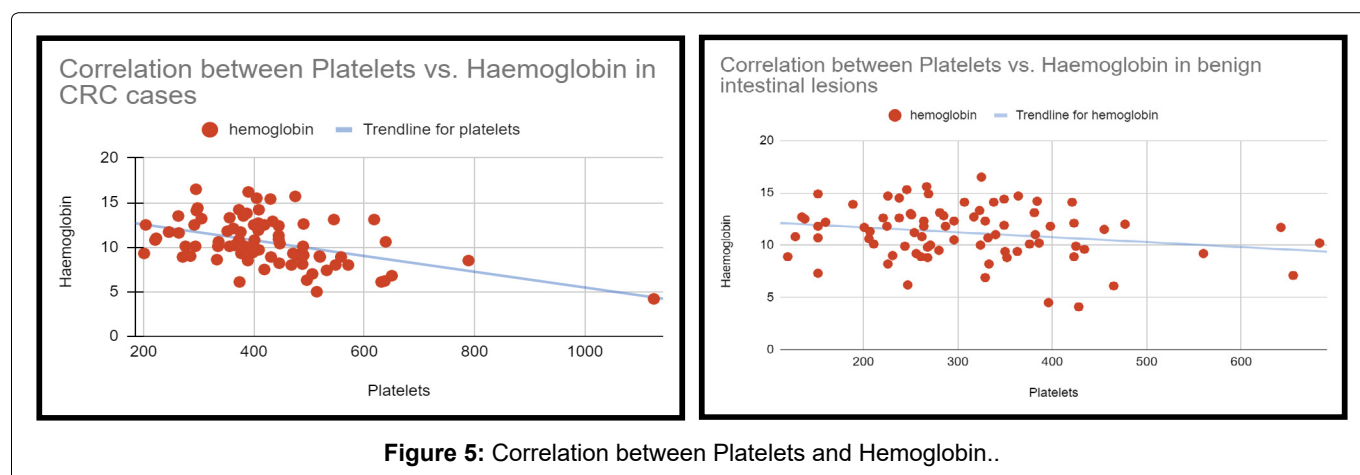 Correlation between Platelets vs. Haemoglobin in
CRC cases
hemoglobin
Trendline for platelets
20
15
10
5
0
Haemoglobin
200
400
600
800
1000
Platelets
Correlation between Platelets vs. Haemoglobin in benign
intestinal lesions
hemoglobin
Trendline for hemoglobin
20
15
10
5
0
Haemoglobin
200
300
400
500
600
Platelets
Figure 5: Correlation between Platelets and Hemoglobin..